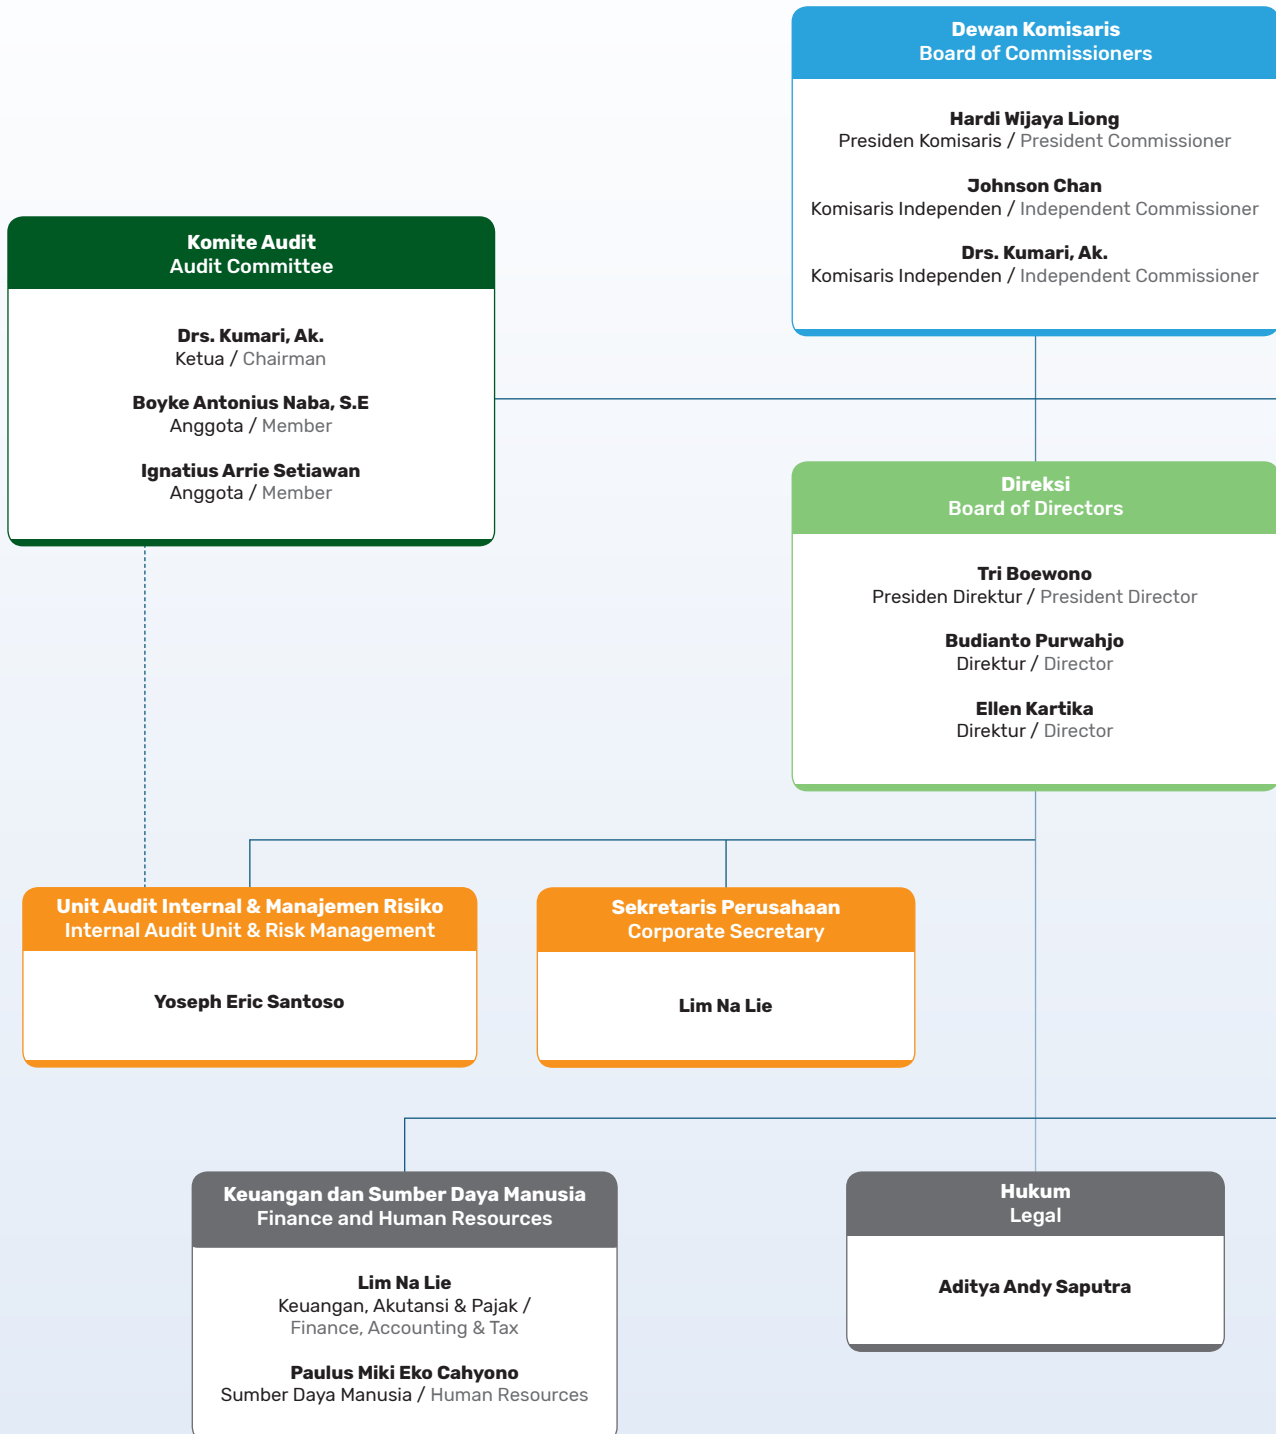 Dewan Komisaris
Board of Commissioners
Hardi Wijaya Liong
Presiden Komisaris / President Commissioner
Johnson Chan
Komisaris Independen / Independent Commissioner
Drs. Kumari, Ak.
Komisaris Independen / Independent Commissioner
Komite Audit
Audit Committee
Drs. Kumari, Ak.
Ketua / Chairman
Boyke Antonius Naba, S.E
Anggota / Member
Ignatius Arrie Setiawan
Anggota / Member
Direksi
Board of Directors
Tri Boewono
Presiden Direktur / President Director
Budianto Purwahjo
Direktur / Director
Ellen Kartika
Direktur / Director
Unit Audit Internal & Manajemen Risiko
Internal Audit Unit & Risk Management
Yoseph Eric Santoso
Sekretaris Perusahaan
Corporate Secretary
Lim Na Lie
Keuangan dan Sumber Daya Manusia
Finance and Human Resources
Lim Na Lie
Keuangan, Akutansi & Pajak /
Finance, Accounting & Tax
Paulus Miki Eko Cahyono
Sumber Daya Manusia / Human Resources
Hukum
Legal
Aditya Andy Saputra